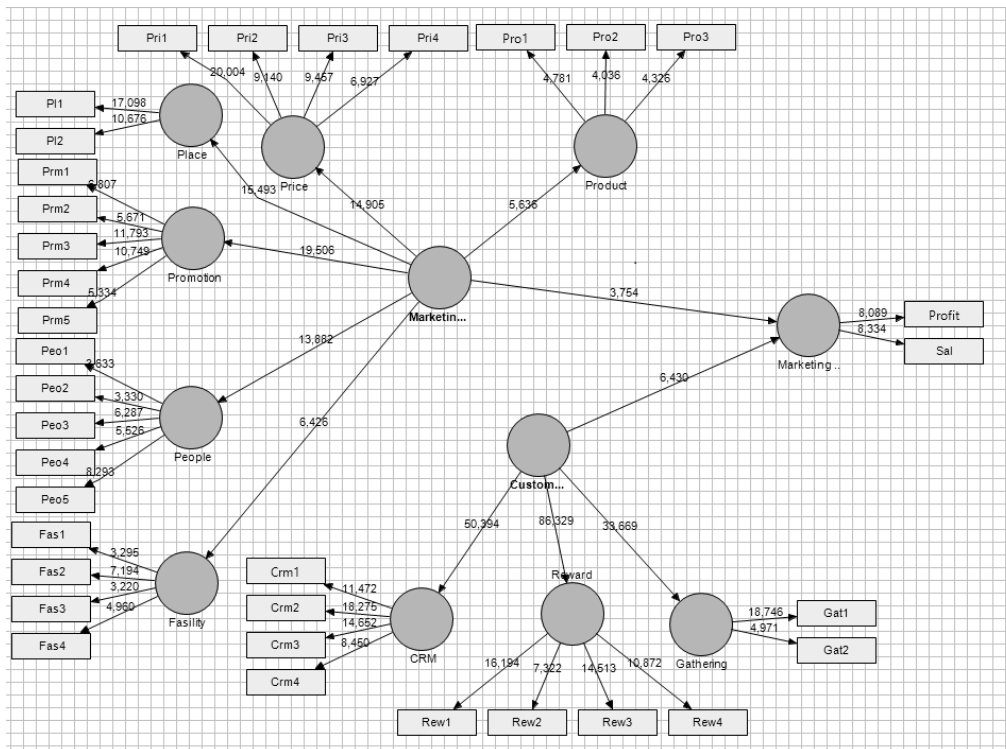 Pri1
Pri2
Pri3
Pri4
Pro1
Pro2
Pro3
20,004
9,140
9,457
6,927
4,781
4,036
4,326
Pl1
17,098
10,676
Pl2
Place
Price
Product
Prm1
6,807
Prm2
5,671
11,793
Prm3
10,749
Prm4
5,334
Prm5
Promotion
15,493
14,905
5,636
19,506
Marketin...
3,754
13,882
6,426
Profit
8,089
8,334
Sal
Marketing ..
6,430
Peo1
3,633
Peo2
3,330
6,287
Peo3
5,526
Peo4
8,293
Peo5
People
Custom...
50,394
86,329
33,669
Fas1
3,295
Fas2
7,194
3,220
Fas3
4,960
Fas4
Fasility
Crm1
11,472
Crm2
18,275
14,652
Crm3
8,450
Crm4
CRM
Reward
Gathering
18,746
Gat1
4,971
Gat2
16,194
7,322
14,513
10,872
Rew1
Rew2
Rew3
Rew4